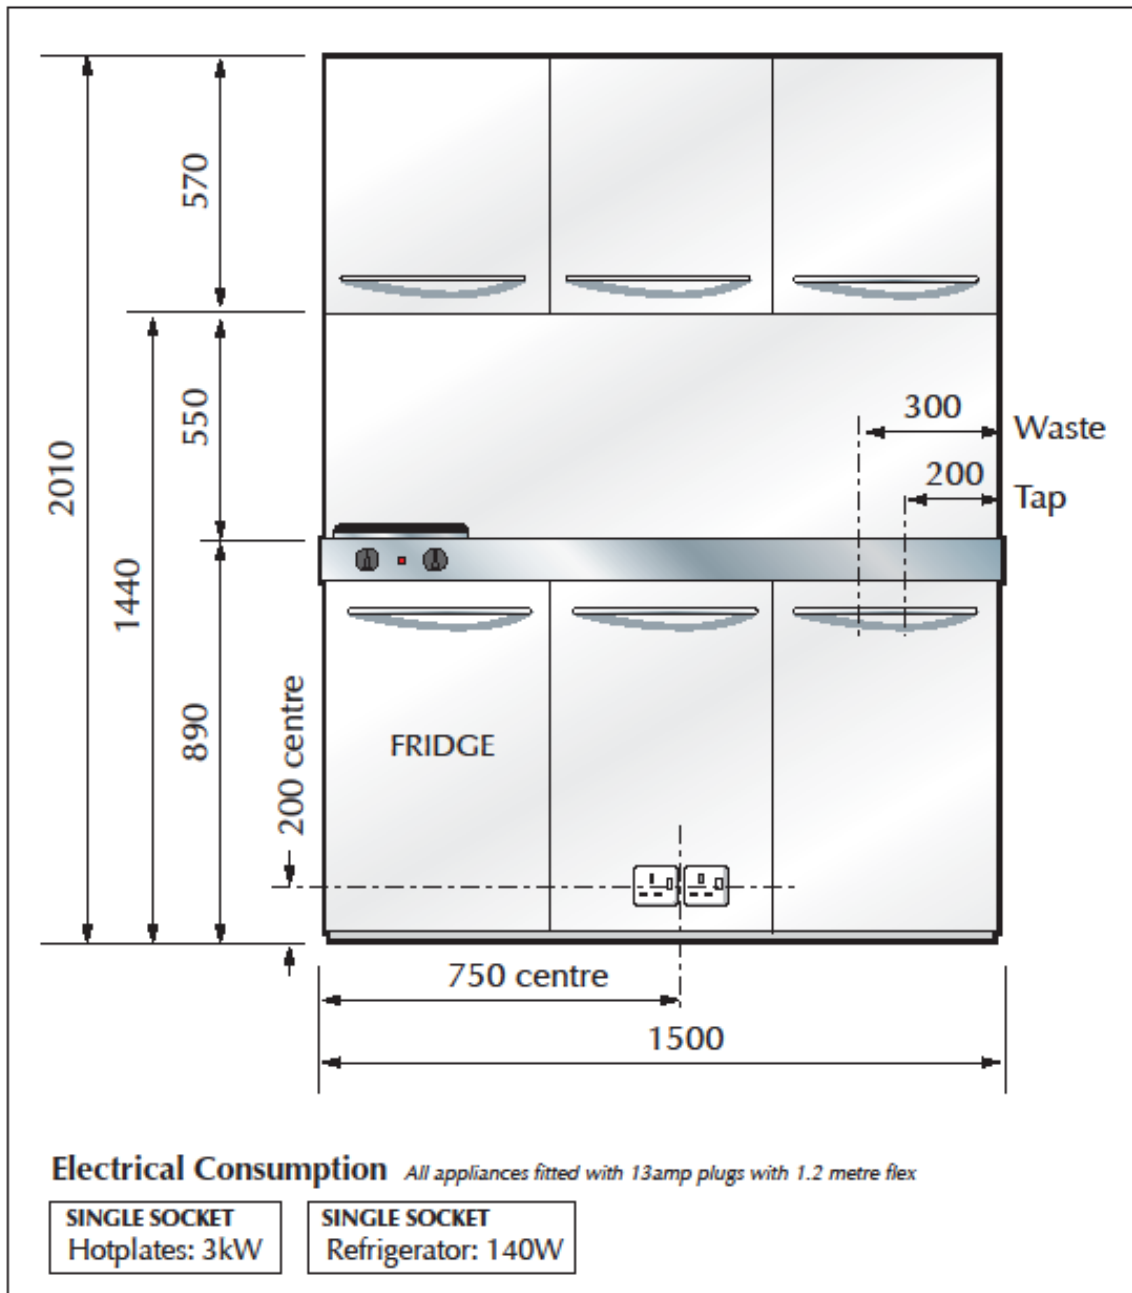 570
550
2010
1440
890
300
Waste
200
Tap
200 centre
FRIDGE
750 centre
1500
Electrical Consumption All appliances fitted with 13amp plugs with 1.2 metre flex
SINGLE SOCKET
Hotplates: 3kW
SINGLE SOCKET
Refrigerator: 140W